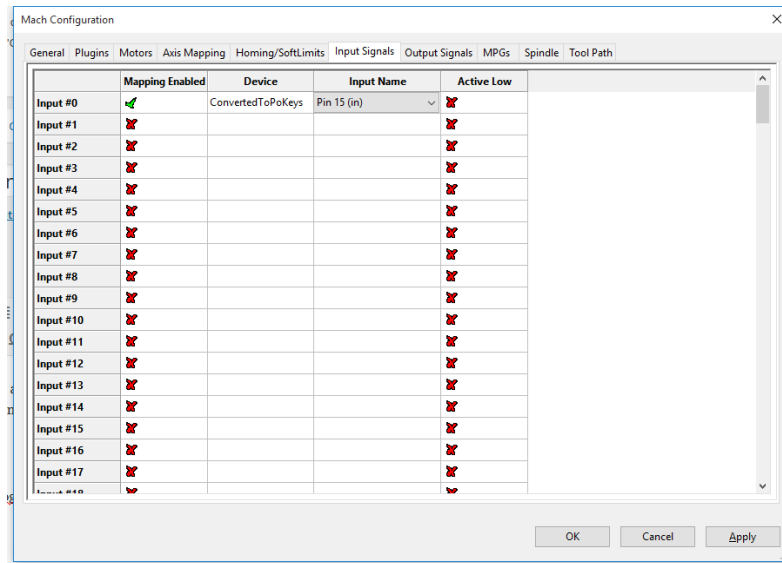 Mach Configuration
General Plugins Motors Axis Mapping Homing/SoftLimits Input Signals Output Signals MPGs Spindle Tool Path
Mapping Enabled Device Input Name Active Low
Input #0 ConvertedToPoKeys Pin 15 (in)
Input #1
Input #2
Input #3
Input #4
Input #5
Input #6
Input #7
Input #8
Input #9
Input #10
Input #11
Input #12
Input #13
Input #14
Input #15
Input #16
Input #17
OK Cancel Apply